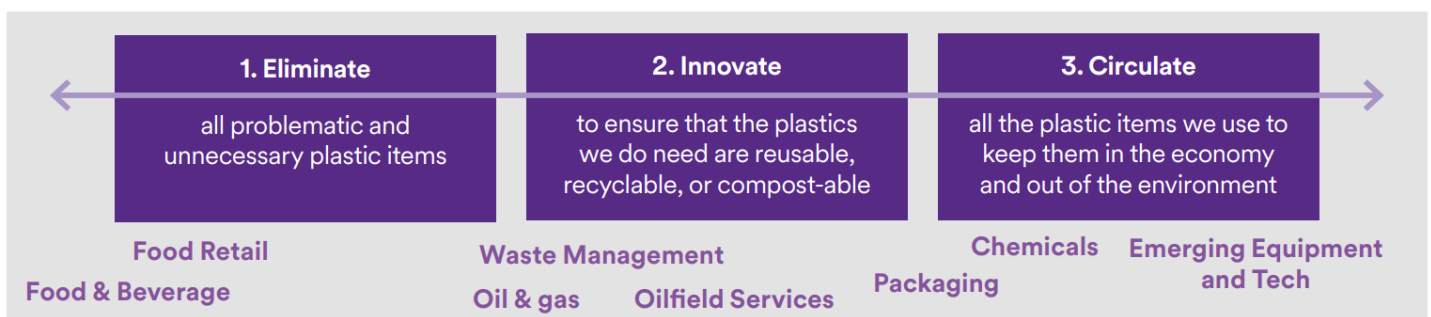 1. Eliminate
all problematic and
unnecessary plastic items
2. Innovate
to ensure that the plastics
we do need are reusable,
recyclable, or compost-able
3. Circulate
all the plastic items we use to
keep them in the economy
and out of the environment
Food Retail
Food & Beverage
Waste Management
Oil & gas
Oilfield Services
Packaging
Chemicals
Emerging Equipment
and Tech